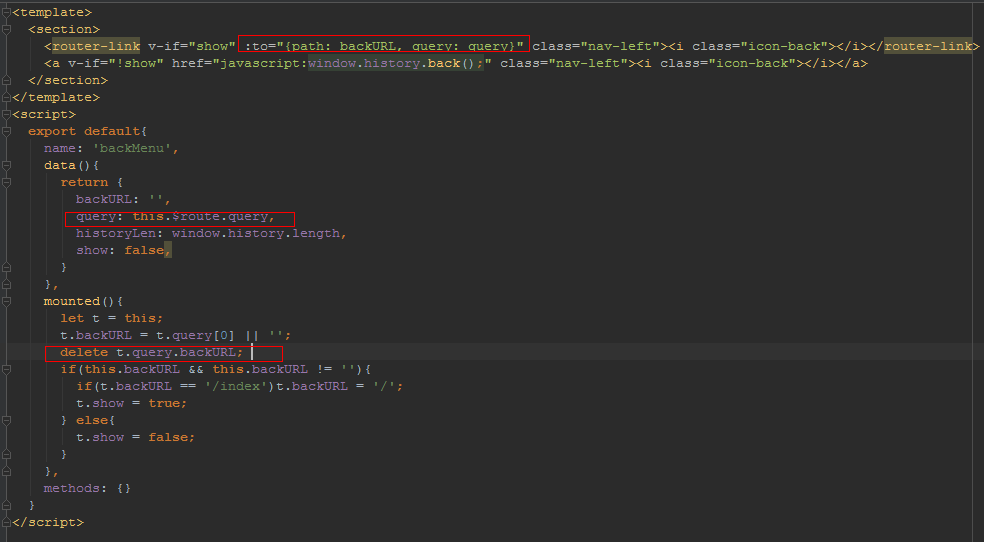 <template>
  <section>
    <router-link v-if="show" :to="{path: backURL, query: query}" class="nav-left"><i class="icon-back"></i></router-link>
    <a v-if="!show" href="javascript:window.history.back();" class="nav-left"><i class="icon-back"></i></a>
  </section>
</template>
<script>
  export default{
    name: 'backMenu',
    data(){
      return {
        backURL: '',
        query: this.$route.query,
        historyLen: window.history.length,
        show: false,
      }
    },
    mounted(){
      let t = this;
      t.backURL = t.query[0] || '';
      delete t.query.backURL;
      if(this.backURL && this.backURL != ''){
        if(t.backURL == '/index')t.backURL = '/';
        t.show = true;
      } else{
        t.show = false;
      }
    },
    methods: {}
  }
</script>